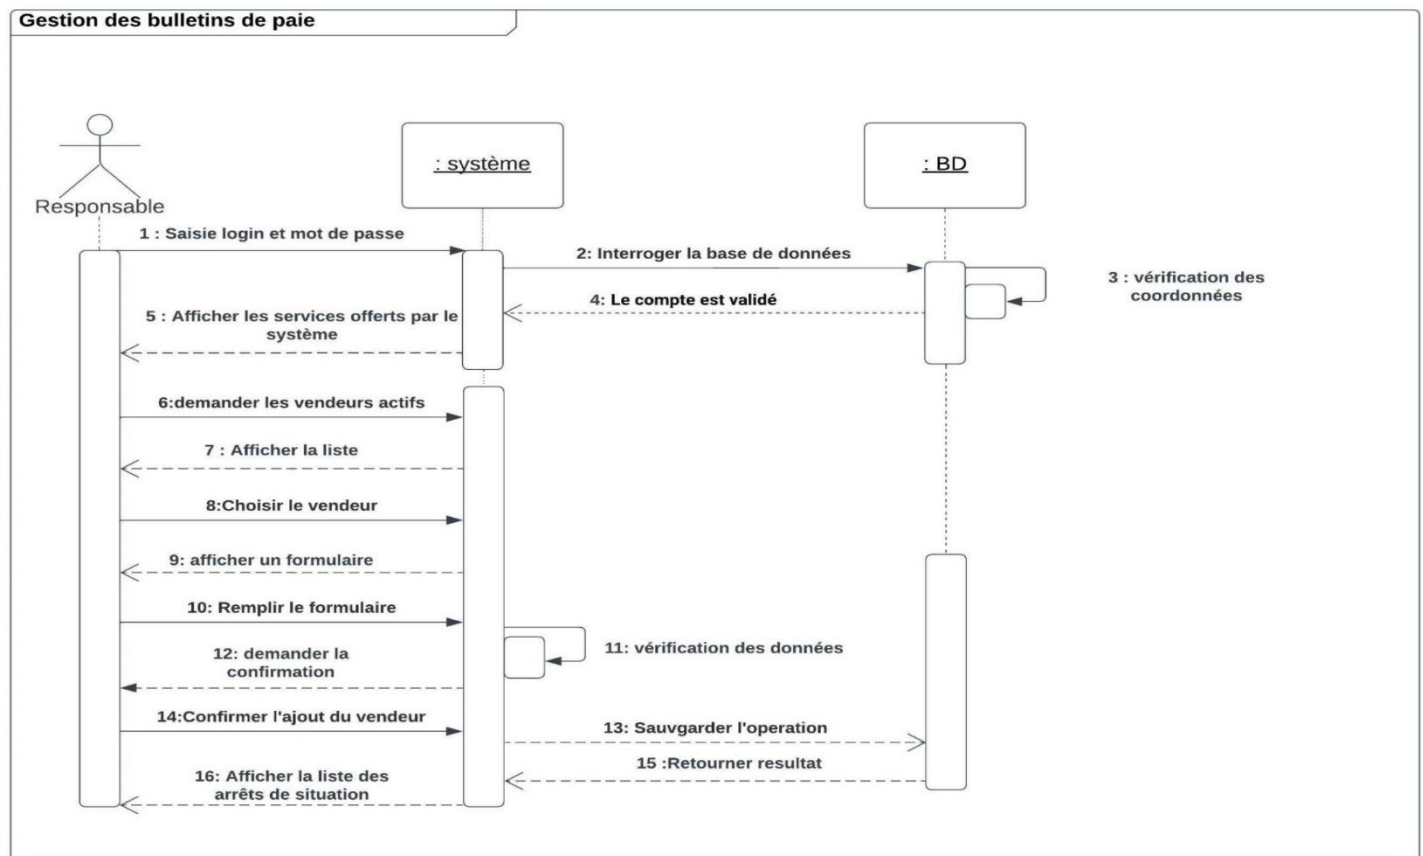 Gestion des bulletins de paie
: système
: BD
Responsable
1 : Saisie login et mot de passe
2: Interroger la base de données
3 : vérification des
coordonnées
4: Le compte est validé
5 : Afficher les services offerts par le
système
6:demander les vendeurs actifs
7 : Afficher la liste
8:Choisir le vendeur
9: afficher un formulaire
10: Remplir le formulaire
11: vérification des données
12: demander la
confirmation
14:Confirmer l'ajout du vendeur
13: Sauvgarder l'operation
15 :Retourner resultat
16: Afficher la liste des
arrêts de situation